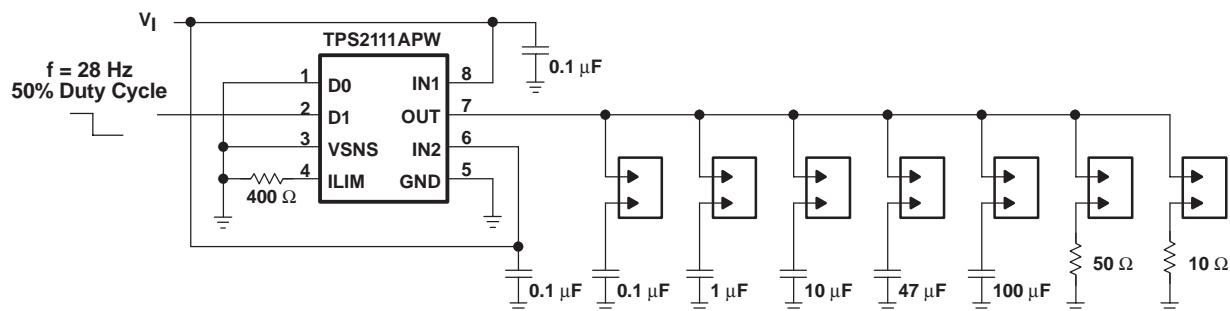 VI
TPS2111APW
f = 28 Hz
50% Duty Cycle
0.1 μF
1 D0 IN1 8
2 D1 OUT 7
3 VSNS IN2 6
4 ILIM GND 5
400 Ω
0.1 μF
0.1 μF
1 μF
10 μF
47 μF
100 μF
50 Ω
10 Ω